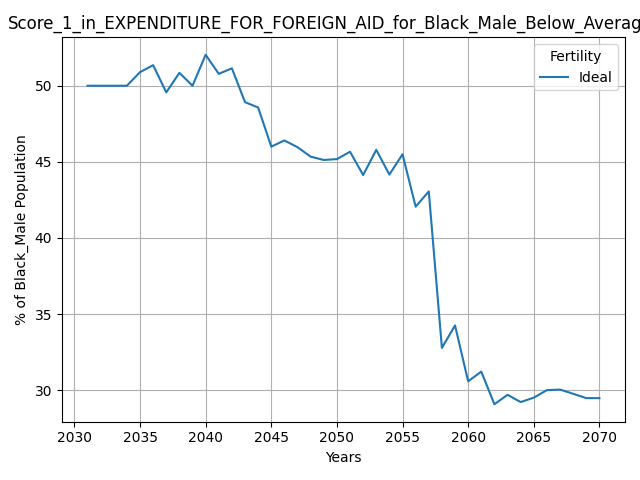 Score_1_in_EXPENDITURE_FOR_FOREIGN_AID_for_Black_Male_Below_Averag
Fertility
Ideal
% of Black_Male Population
50
45
40
35
30
2030 2035 2040 2045 2050 2055 2060 2065 2070
Years